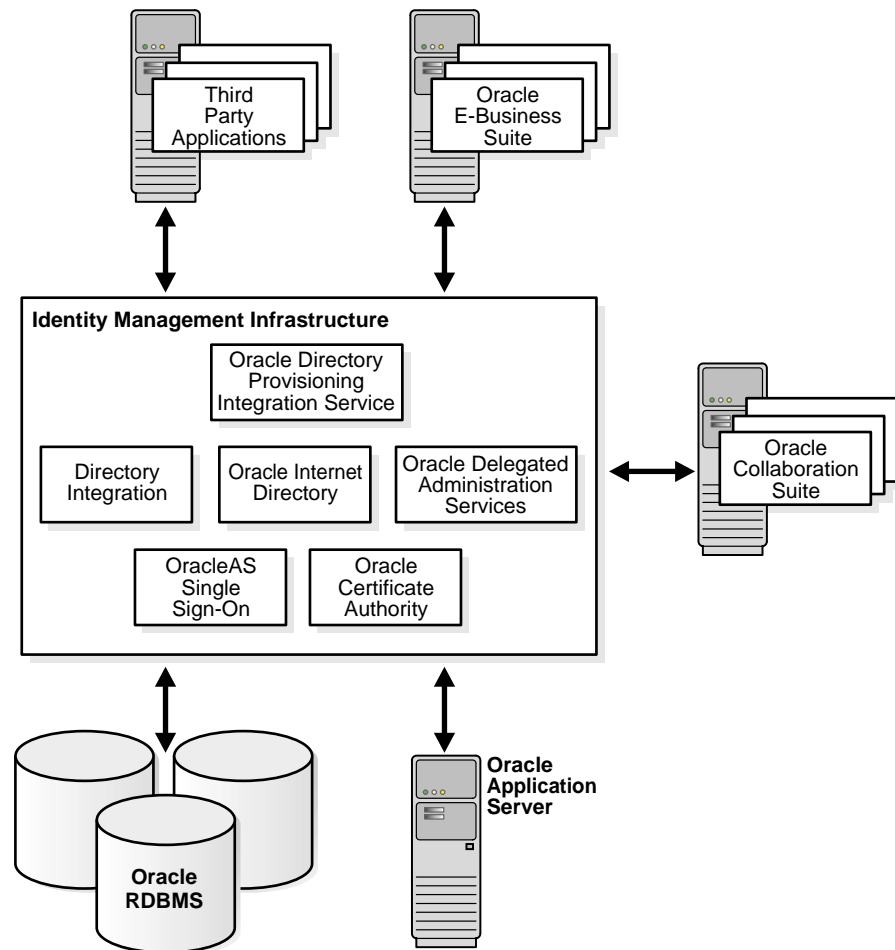 Third
Party
Applications
Oracle
E-Business
Suite
Identity Management Infrastructure
Oracle Directory
Provisioning
Integration Service
Directory
Integration
Oracle Internet
Directory
Oracle Delegated
Administration
Services
OracleAS
Single
Sign-On
Oracle
Certificate
Authority
Oracle
Collaboration
Suite
Oracle
RDBMS
Oracle
Application
Server